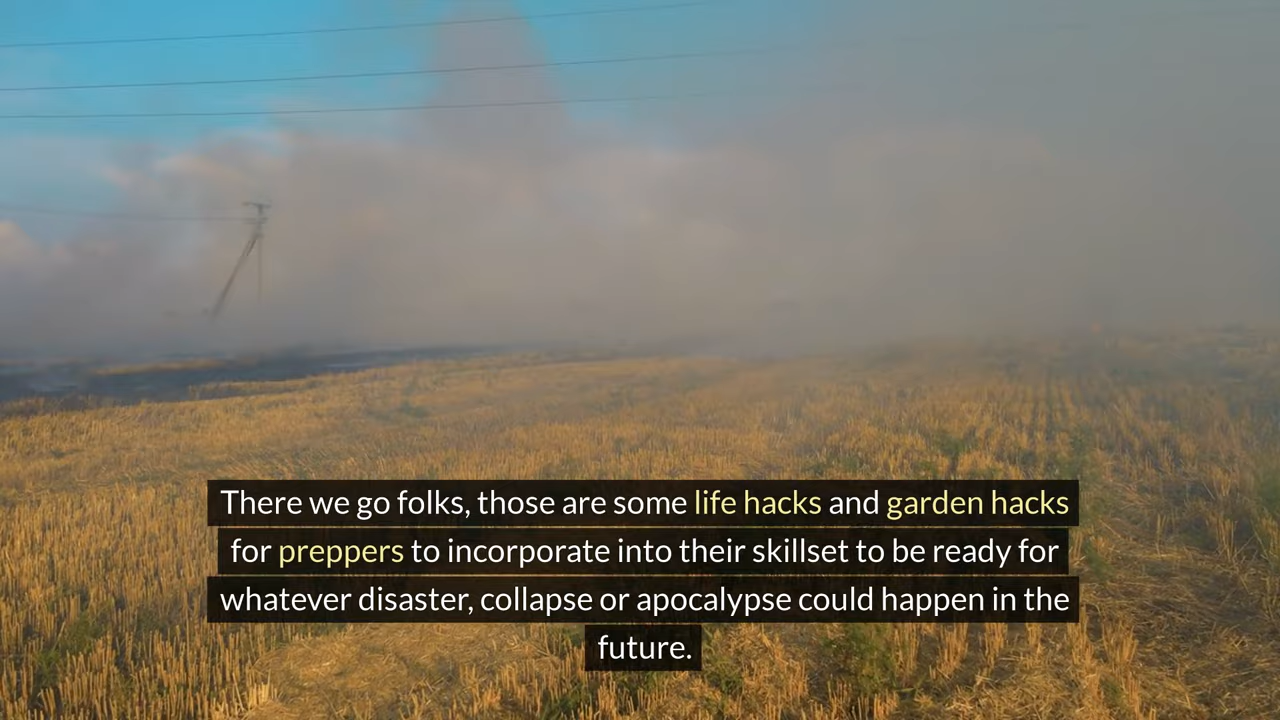 There we go folks, those are some life hacks and garden hacks
for preppers to incorporate into their skillset to be ready for
whatever disaster, collapse or apocalypse could happen in the
future.